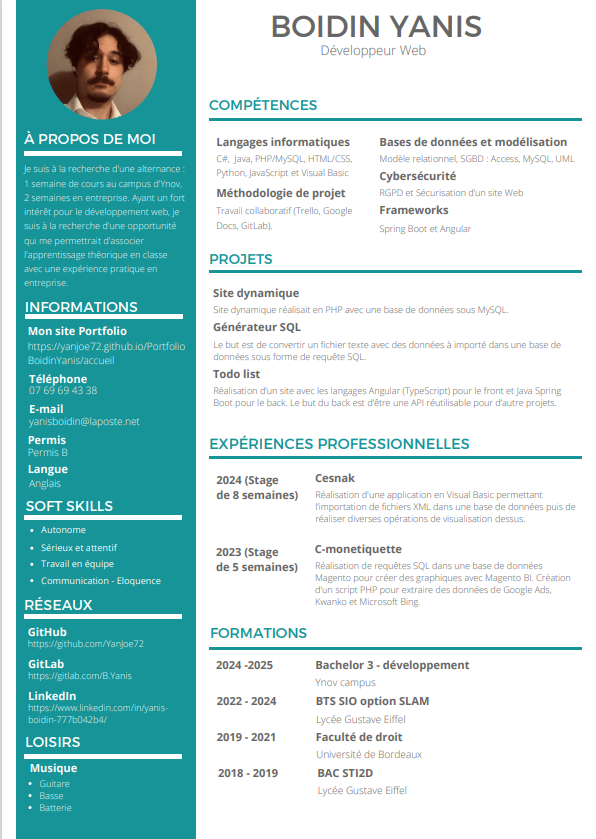 BOIDIN YANIS
Développeur Web
À PROPOS DE MOI
Je suis à la recherche d'une alternance :
1 semaine de cours au campus d'Ynov,
2 semaines en entreprise. Ayant un fort
intérêt pour le développement web, je
suis à la recherche d'une opportunité
qui me permettrait d'associer
l'apprentissage théorique en classe
avec une expérience pratique en
entreprise.
INFORMATIONS
Mon site Portfolio
https://yanjoe72.github.io/Portfolio
BoidinYanis/accueil
Téléphone
07 69 69 43 38
E-mail
yanisboidin@laposte.net
Permis
Permis B
Langue
Anglais
SOFT SKILLS
• Autonome
• Sérieux et attentif
• Travail en équipe
• Communication - Eloquence
RÉSEAUX
GitHub
https://github.com/YanJoe72
GitLab
https://gitlab.com/B.Yanis
LinkedIn
https://www.linkedin.com/in/yanis-
boidin-777b042b4/
LOISIRS
Musique
• Guitare
• Basse
• Batterie
COMPÉTENCES
Langages informatiques
C#, Java, PHP/MySQL, HTML/CSS,
Python, JavaScript et Visual Basic
Méthodologie de projet
Travail collaboratif (Trello, Google
Docs, GitLab).
Bases de données et modélisation
Modèle relationnel, SGBD : Access, MySQL, UML
Cybersécurité
RGPD et Sécurisation d'un site Web
Frameworks
Spring Boot et Angular
PROJETS
Site dynamique
Site dynamique réalisait en PHP avec une base de données sous MySQL.
Générateur SQL
Le but est de convertir un fichier texte avec des données à importé dans une base de
données sous forme de requête SQL.
Todo list
Réalisation d'un site avec les langages Angular (TypeScript) pour le front et Java Spring
Boot pour le back. Le but du back est d'être une API réutilisable pour d'autre projets.
EXPÉRIENCES PROFESSIONNELLES
2024 (Stage
de 8 semaines)
Cesnak
Réalisation d'une application en Visual Basic permettant
l'importation de fichiers XML dans une base de données puis de
réaliser diverses opérations de visualisation dessus.
2023 (Stage
de 5 semaines)
C-monetiquette
Réalisation de requêtes SQL dans une base de données
Magento pour créer des graphiques avec Magento BI. Création
d'un script PHP pour extraire des données de Google Ads,
Kwanko et Microsoft Bing.
FORMATIONS
2024 -2025
Bachelor 3 - développement
Ynov campus
2022 - 2024
BTS SIO option SLAM
Lycée Gustave Eiffel
2019 - 2021
Faculté de droit
Université de Bordeaux
2018 - 2019
BAC STI2D
Lycée Gustave Eiffel